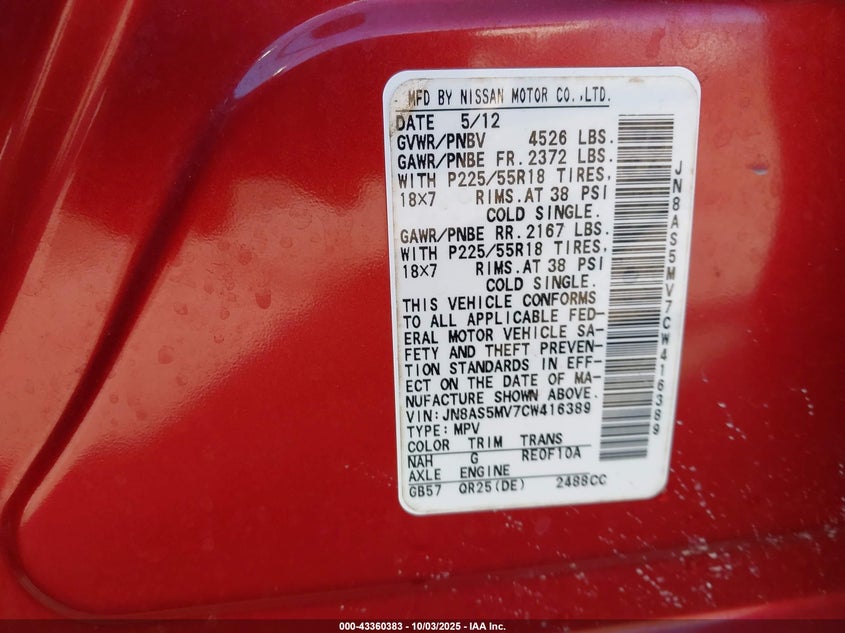 MFD BY NISSAN MOTOR CO.,LTD.
DATE 5/12
GVWR/PNBV 4526 LBS.
GAWR/PNBE FR. 2372 LBS.
WITH P225/55R18 TIRES,
18X7 RIMS.AT 38 PSI
COLD SINGLE.
GAWR/PNBE RR. 2167 LBS.
WITH P225/55R18 TIRES,
18X7 RIMS.AT 38 PSI
COLD SINGLE.
THIS VEHICLE CONFORMS
TO ALL APPLICABLE FED-
ERAL MOTOR VEHICLE SA-
FETY AND THEFT PREVEN-
TION STANDARDS IN EFF-
ECT ON THE DATE OF MA-
NUFACTURE SHOWN ABOVE.
VIN:JN8AS5MV7CW416389
TYPE:MPV
COLOR TRIM TRANS
NAH G RE0F10A
AXLE ENGINE
GB57 QR25(DE) 2488CC
JN8AS5MV7CW416389
000-43360383 - 10/03/2025 - IAA Inc.